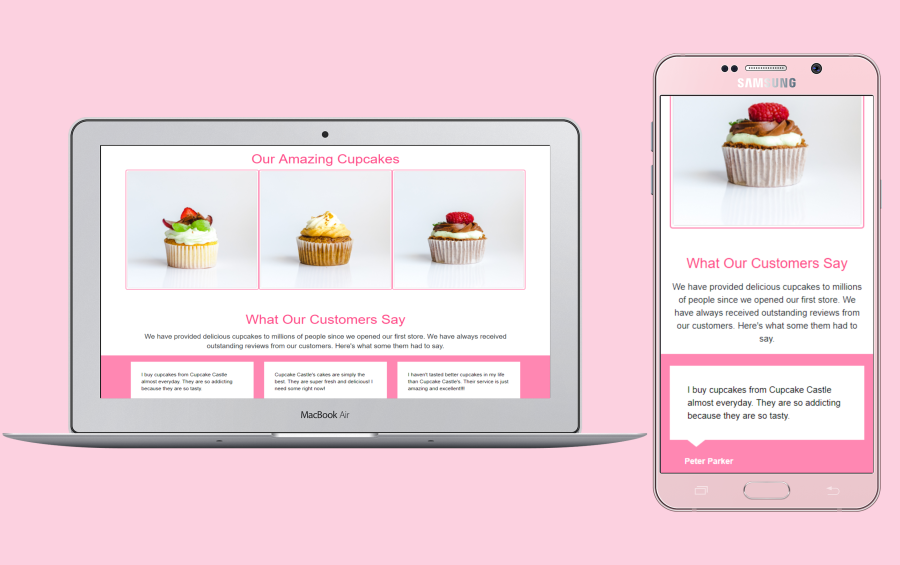 Our Amazing Cupcakes
What Our Customers Say
We have provided delicious cupcakes to millions of people since we opened our first store. We have always received
outstanding reviews from our customers. Here's what some them had to say.
I buy cupcakes from Cupcake Castle
almost everyday. They are so addicting
because they are so tasty.
Cupcake Castle's cakes are simply the
best. They are super fresh and delicious! I
need some right now!
I haven't tasted better cupcakes in my life
than Cupcake Castle's. Their service is just
amazing and excellent!!!
MacBook Air
SAMSUNG
What Our Customers Say
We have provided delicious cupcakes to millions
of people since we opened our first store. We
have always received outstanding reviews from
our customers. Here's what some them had to
say.
I buy cupcakes from Cupcake Castle
almost everyday. They are so addicting
because they are so tasty.
Peter Parker